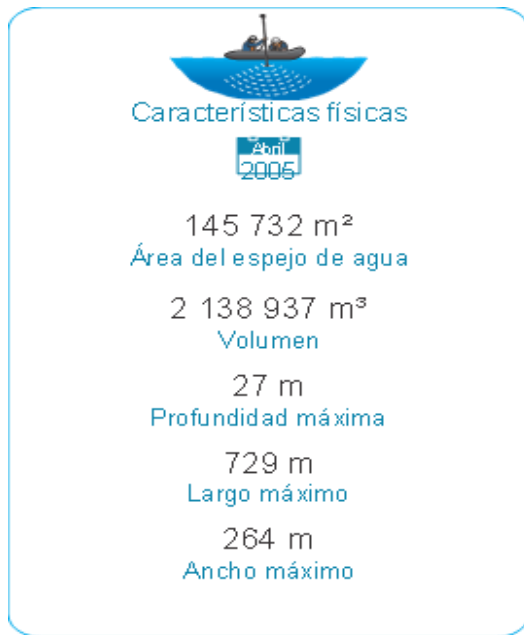 Características físicas
Abril
2005
145 732 m²
Área del espejo de agua
2 138 937 m³
Volumen
27 m
Profundidad máxima
729 m
Largo máximo
264 m
Ancho máximo